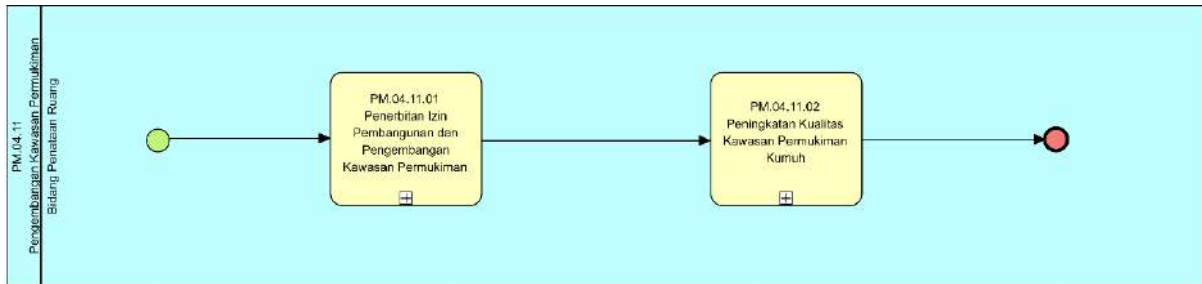 PM.04.11
Pengembangan Kawasan Permukiman
Bidang Penataan Ruang
PM.04.11.01
Penerbitan Izin
Pembangunan dan
Pengembangan
Kawasan Permukiman
PM.04.11.02
Peningkatan Kualitas
Kawasan Permukiman
Kumuh